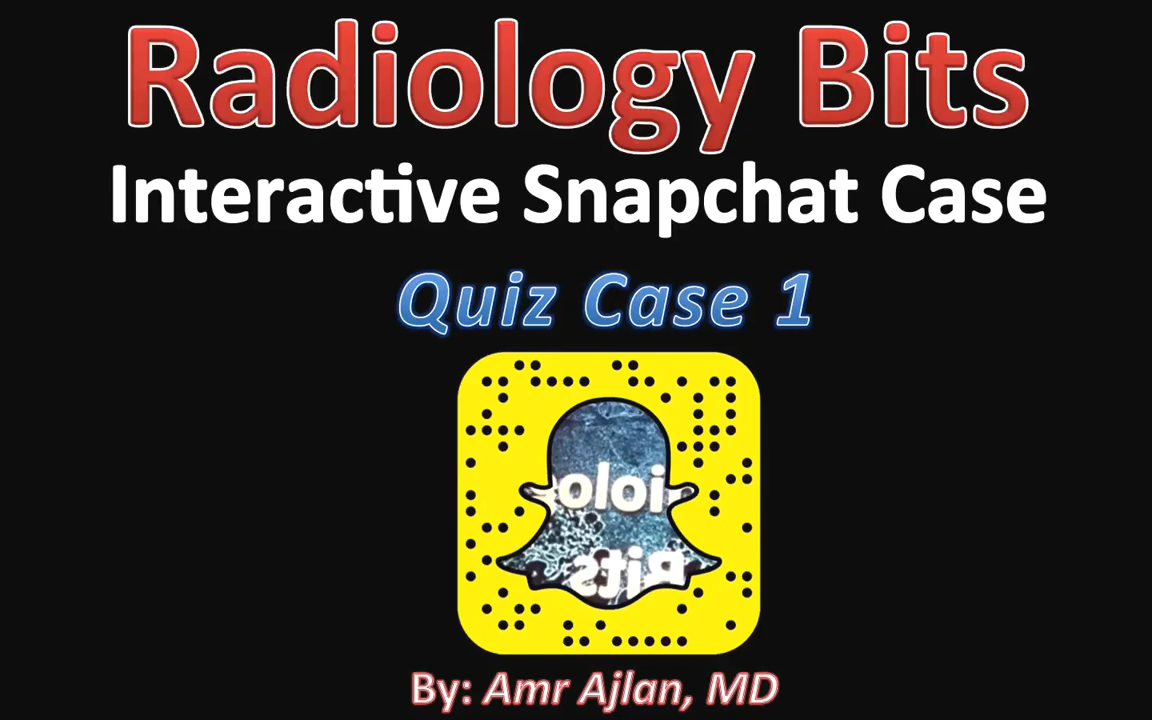 Radiology Bits
Interactive Snapchat Case
Quiz Case 1
By: Amr Ajlan, MD